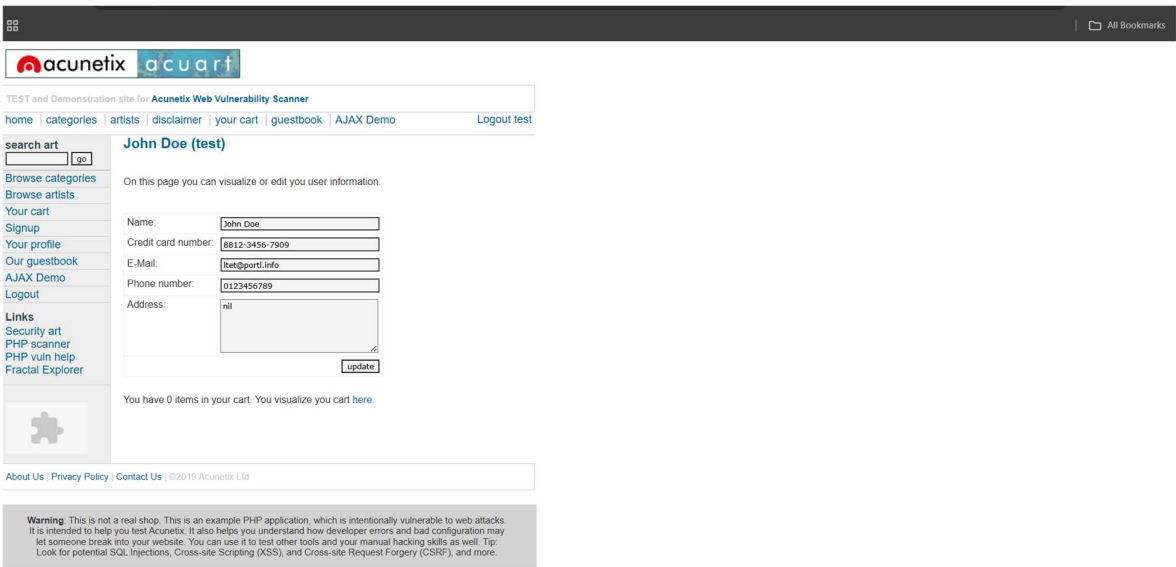 All Bookmarks
acunetix acuart
TEST and Demonstration site for Acunetix Web Vulnerability Scanner
home | categories | artists | disclaimer | your cart | guestbook | AJAX Demo Logout test
search art
go
Browse categories
Browse artists
Your cart
Signup
Your profile
Our guestbook
AJAX Demo
Logout
Links
Security art
PHP scanner
PHP vuln help
Fractal Explorer
John Doe (test)
On this page you can visualize or edit you user information.
Name: John Doe
Credit card number: 8812-3456-7909
E-Mail: ltet@portl.info
Phone number: 0123456789
Address: nil
update
You have 0 items in your cart. You visualize you cart here.
About Us | Privacy Policy | Contact Us | ©2019 Acunetix Ltd
Warning: This is not a real shop. This is an example PHP application, which is intentionally vulnerable to web attacks.
It is intended to help you test Acunetix. It also helps you understand how developer errors and bad configuration may
let someone break into your website. You can use it to test other tools and your manual hacking skills as well. Tip:
Look for potential SQL Injections, Cross-site Scripting (XSS), and Cross-site Request Forgery (CSRF), and more.